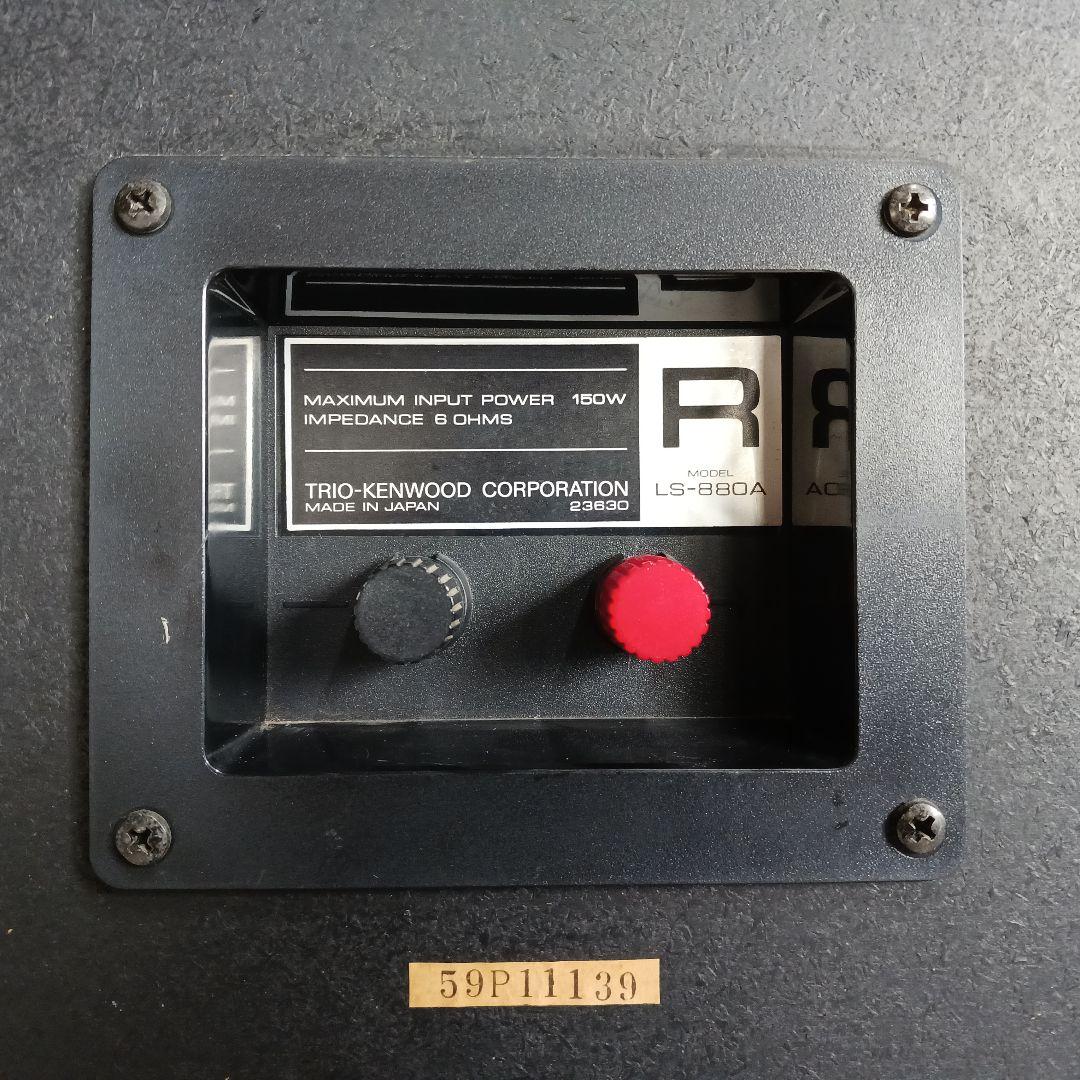 MAXIMUM INPUT POWER 150W
IMPEDANCE 6 OHMS
TRIO-KENWOOD CORPORATION
MADE IN JAPAN 23630
R
MODEL
LS-880A
59P11139